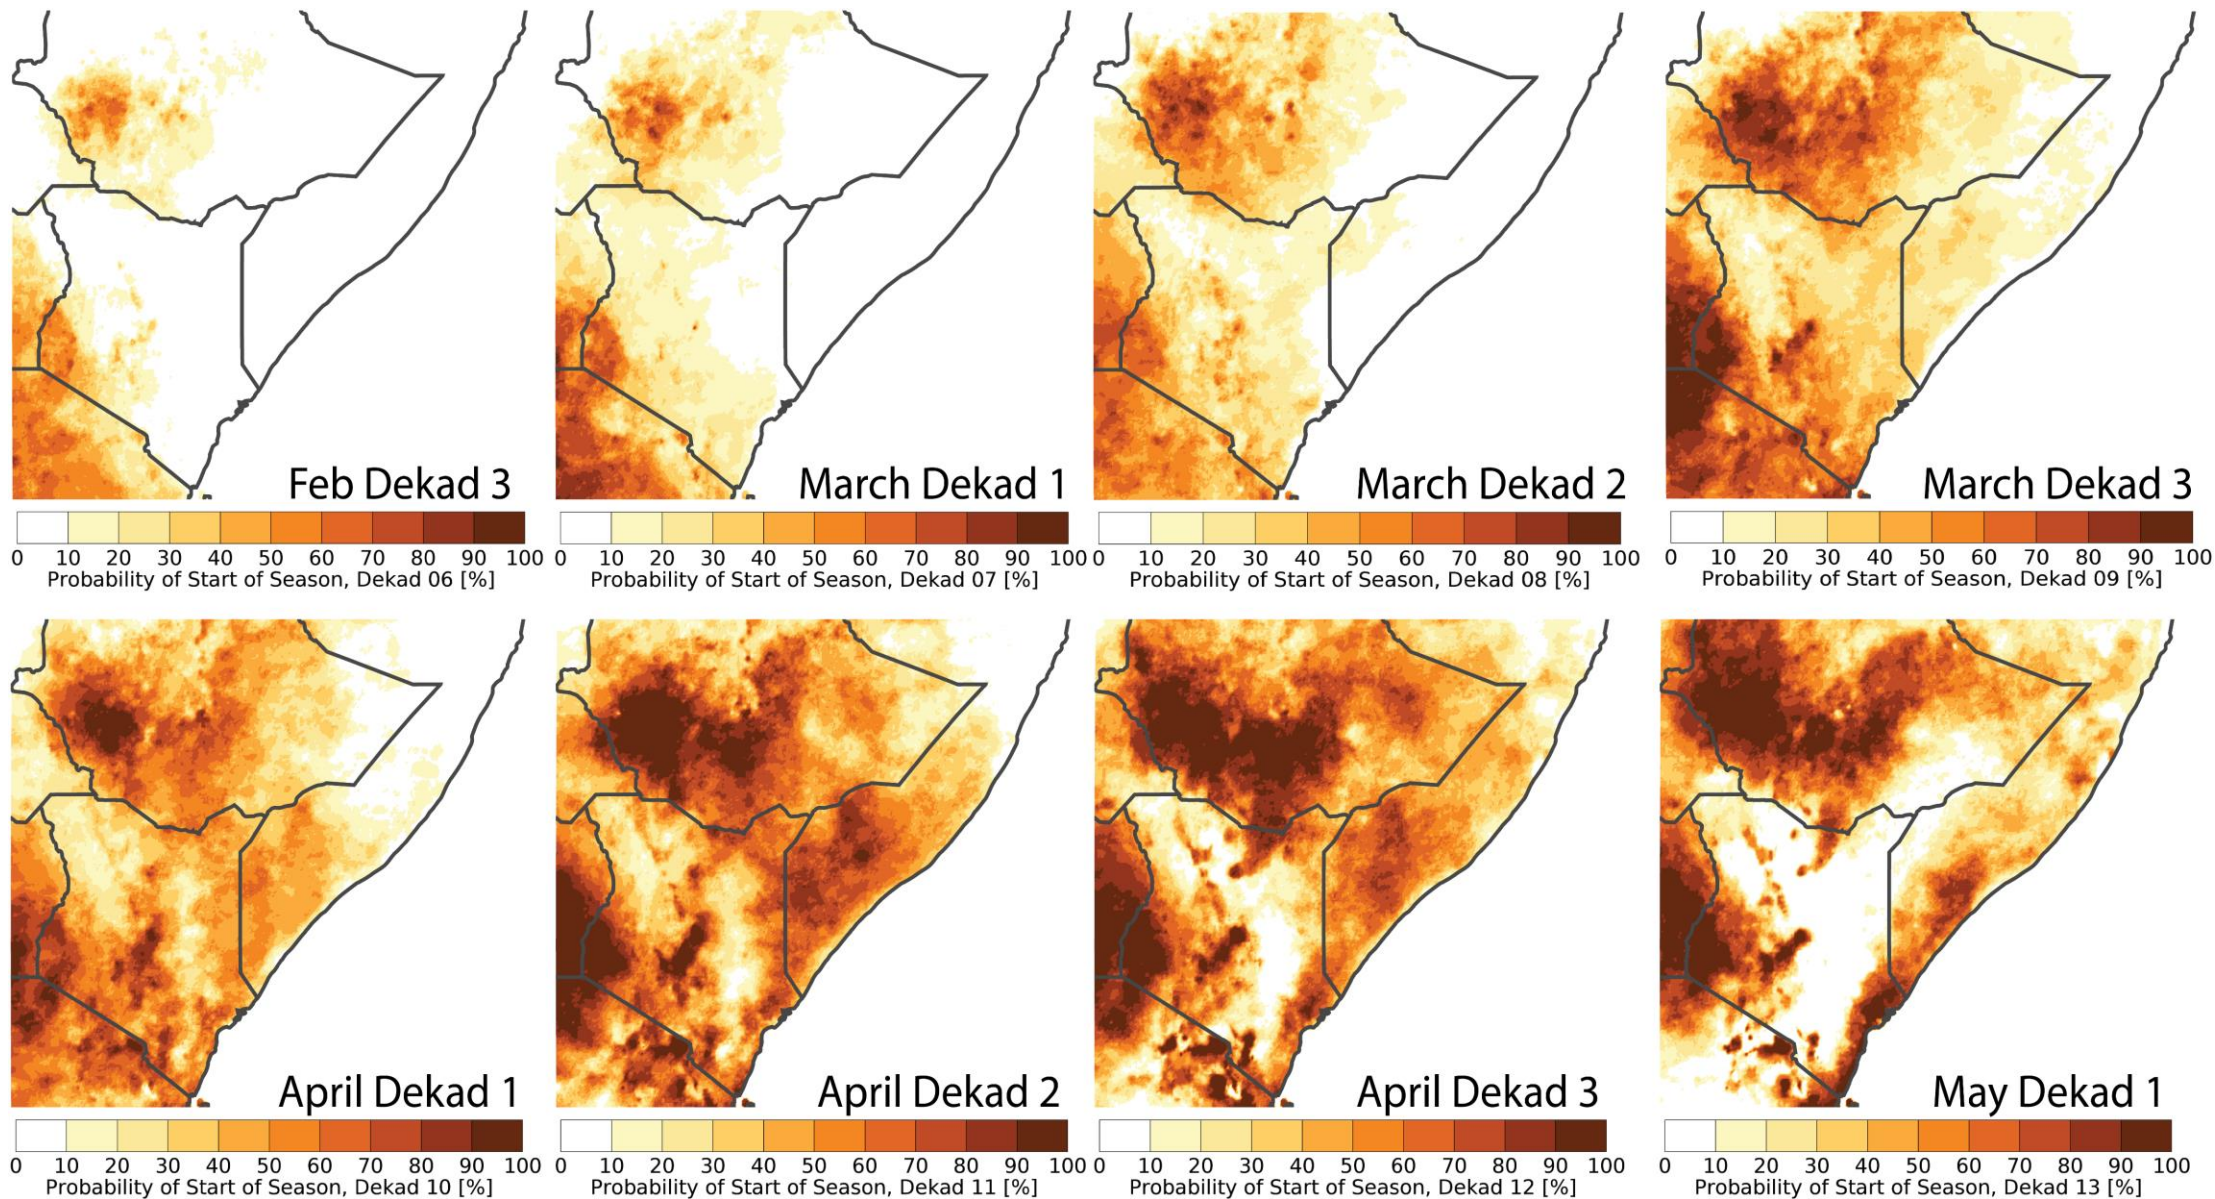 Feb Dekad 3
March Dekad 1
March Dekad 2
March Dekad 3
0 10 20 30 40 50 60 70 80 90 100
0 10 20 30 40 50 60 70 80 90 100
0 10 20 30 40 50 60 70 80 90 100
0 10 20 30 40 50 60 70 80 90 100
Probability of Start of Season, Dekad 06 [%]
Probability of Start of Season, Dekad 07 [%]
Probability of Start of Season, Dekad 08 [%]
Probability of Start of Season, Dekad 09 [%]
April Dekad 1
April Dekad 2
April Dekad 3
May Dekad 1
0 10 20 30 40 50 60 70 80 90 100
0 10 20 30 40 50 60 70 80 90 100
0 10 20 30 40 50 60 70 80 90 100
0 10 20 30 40 50 60 70 80 90 100
Probability of Start of Season, Dekad 10 [%]
Probability of Start of Season, Dekad 11 [%]
Probability of Start of Season, Dekad 12 [%]
Probability of Start of Season, Dekad 13 [%]